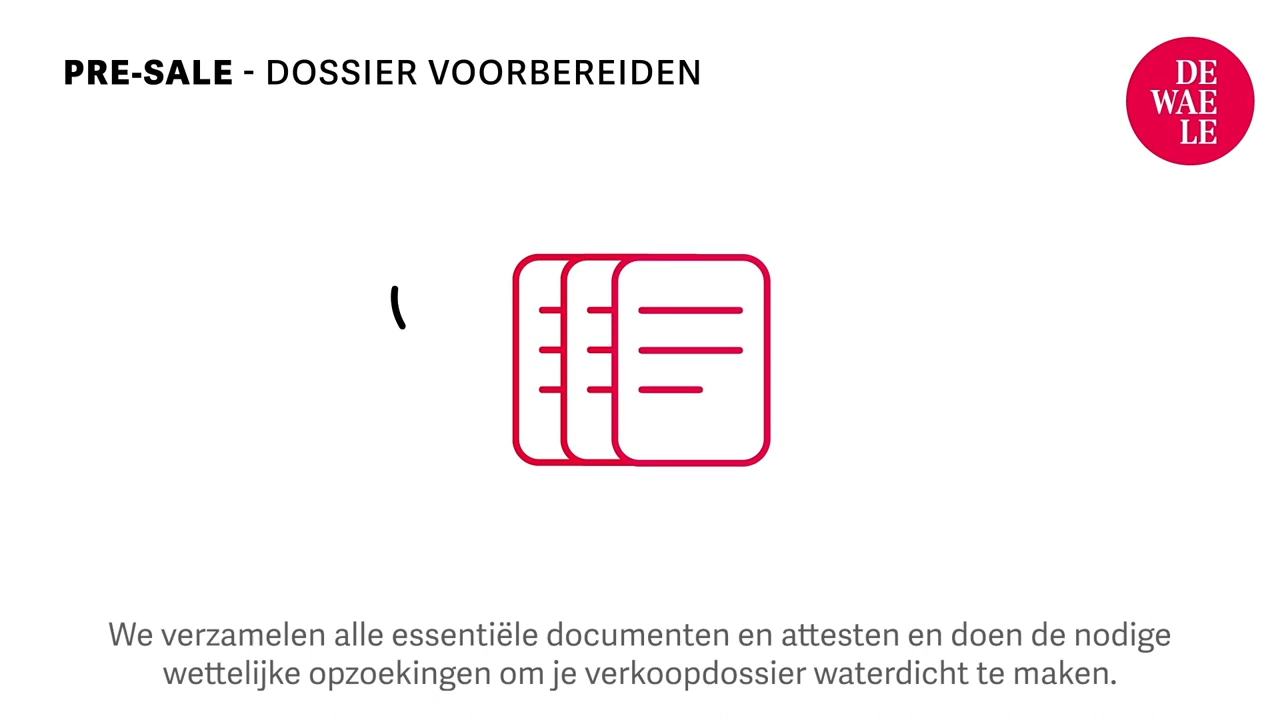 PRE-SALE - DOSSIER VOORBEREIDEN
DE
WAE
LE
We verzamelen alle essentiële documenten en attesten en doen de nodige
wettelijke opzoekingen om je verkoopdossier waterdicht te maken.